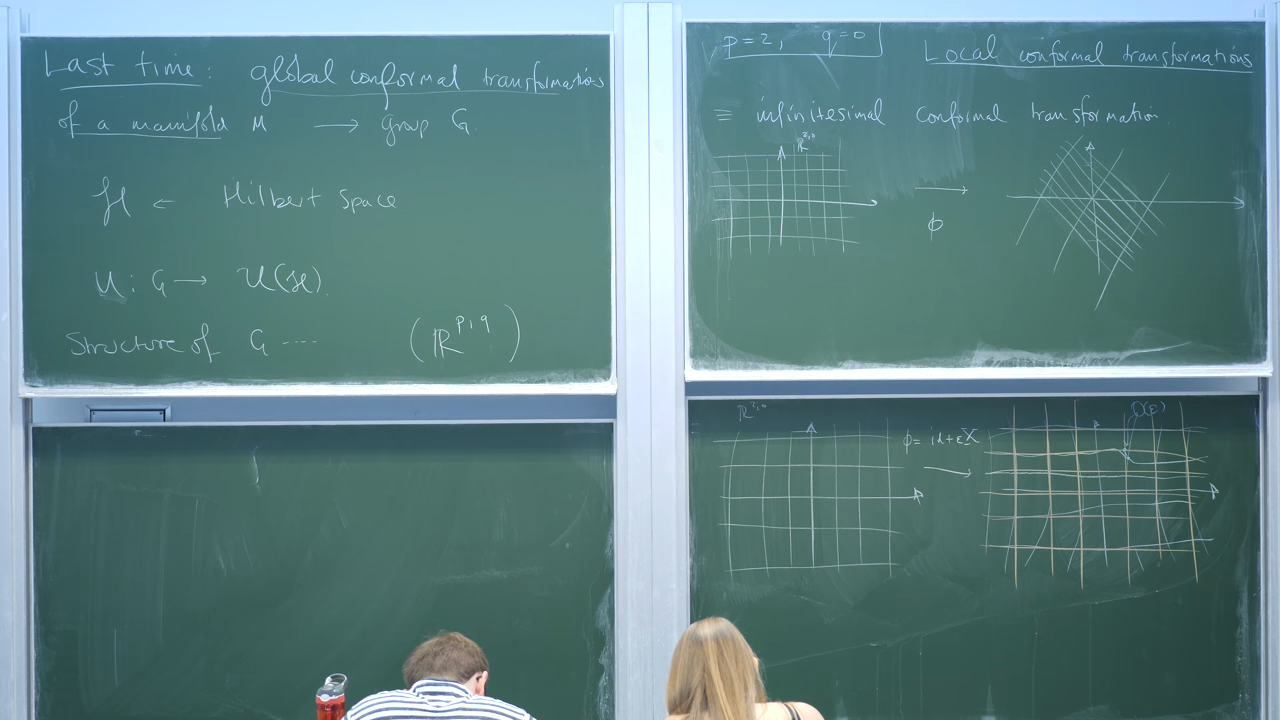 Last time: global conformal transformations
of a manifold M → group G.
ℋ ← Hilbert Space
U: G → U(ℋ).
Structure of G .... (ℝ^{p,q})
p=2, q=0
Local conformal transformations
= infinitesimal conformal transformation.
ℝ^{2,0}
→
ϕ
ℝ^{2,0}
ϕ = id+εX
→
O(ε)